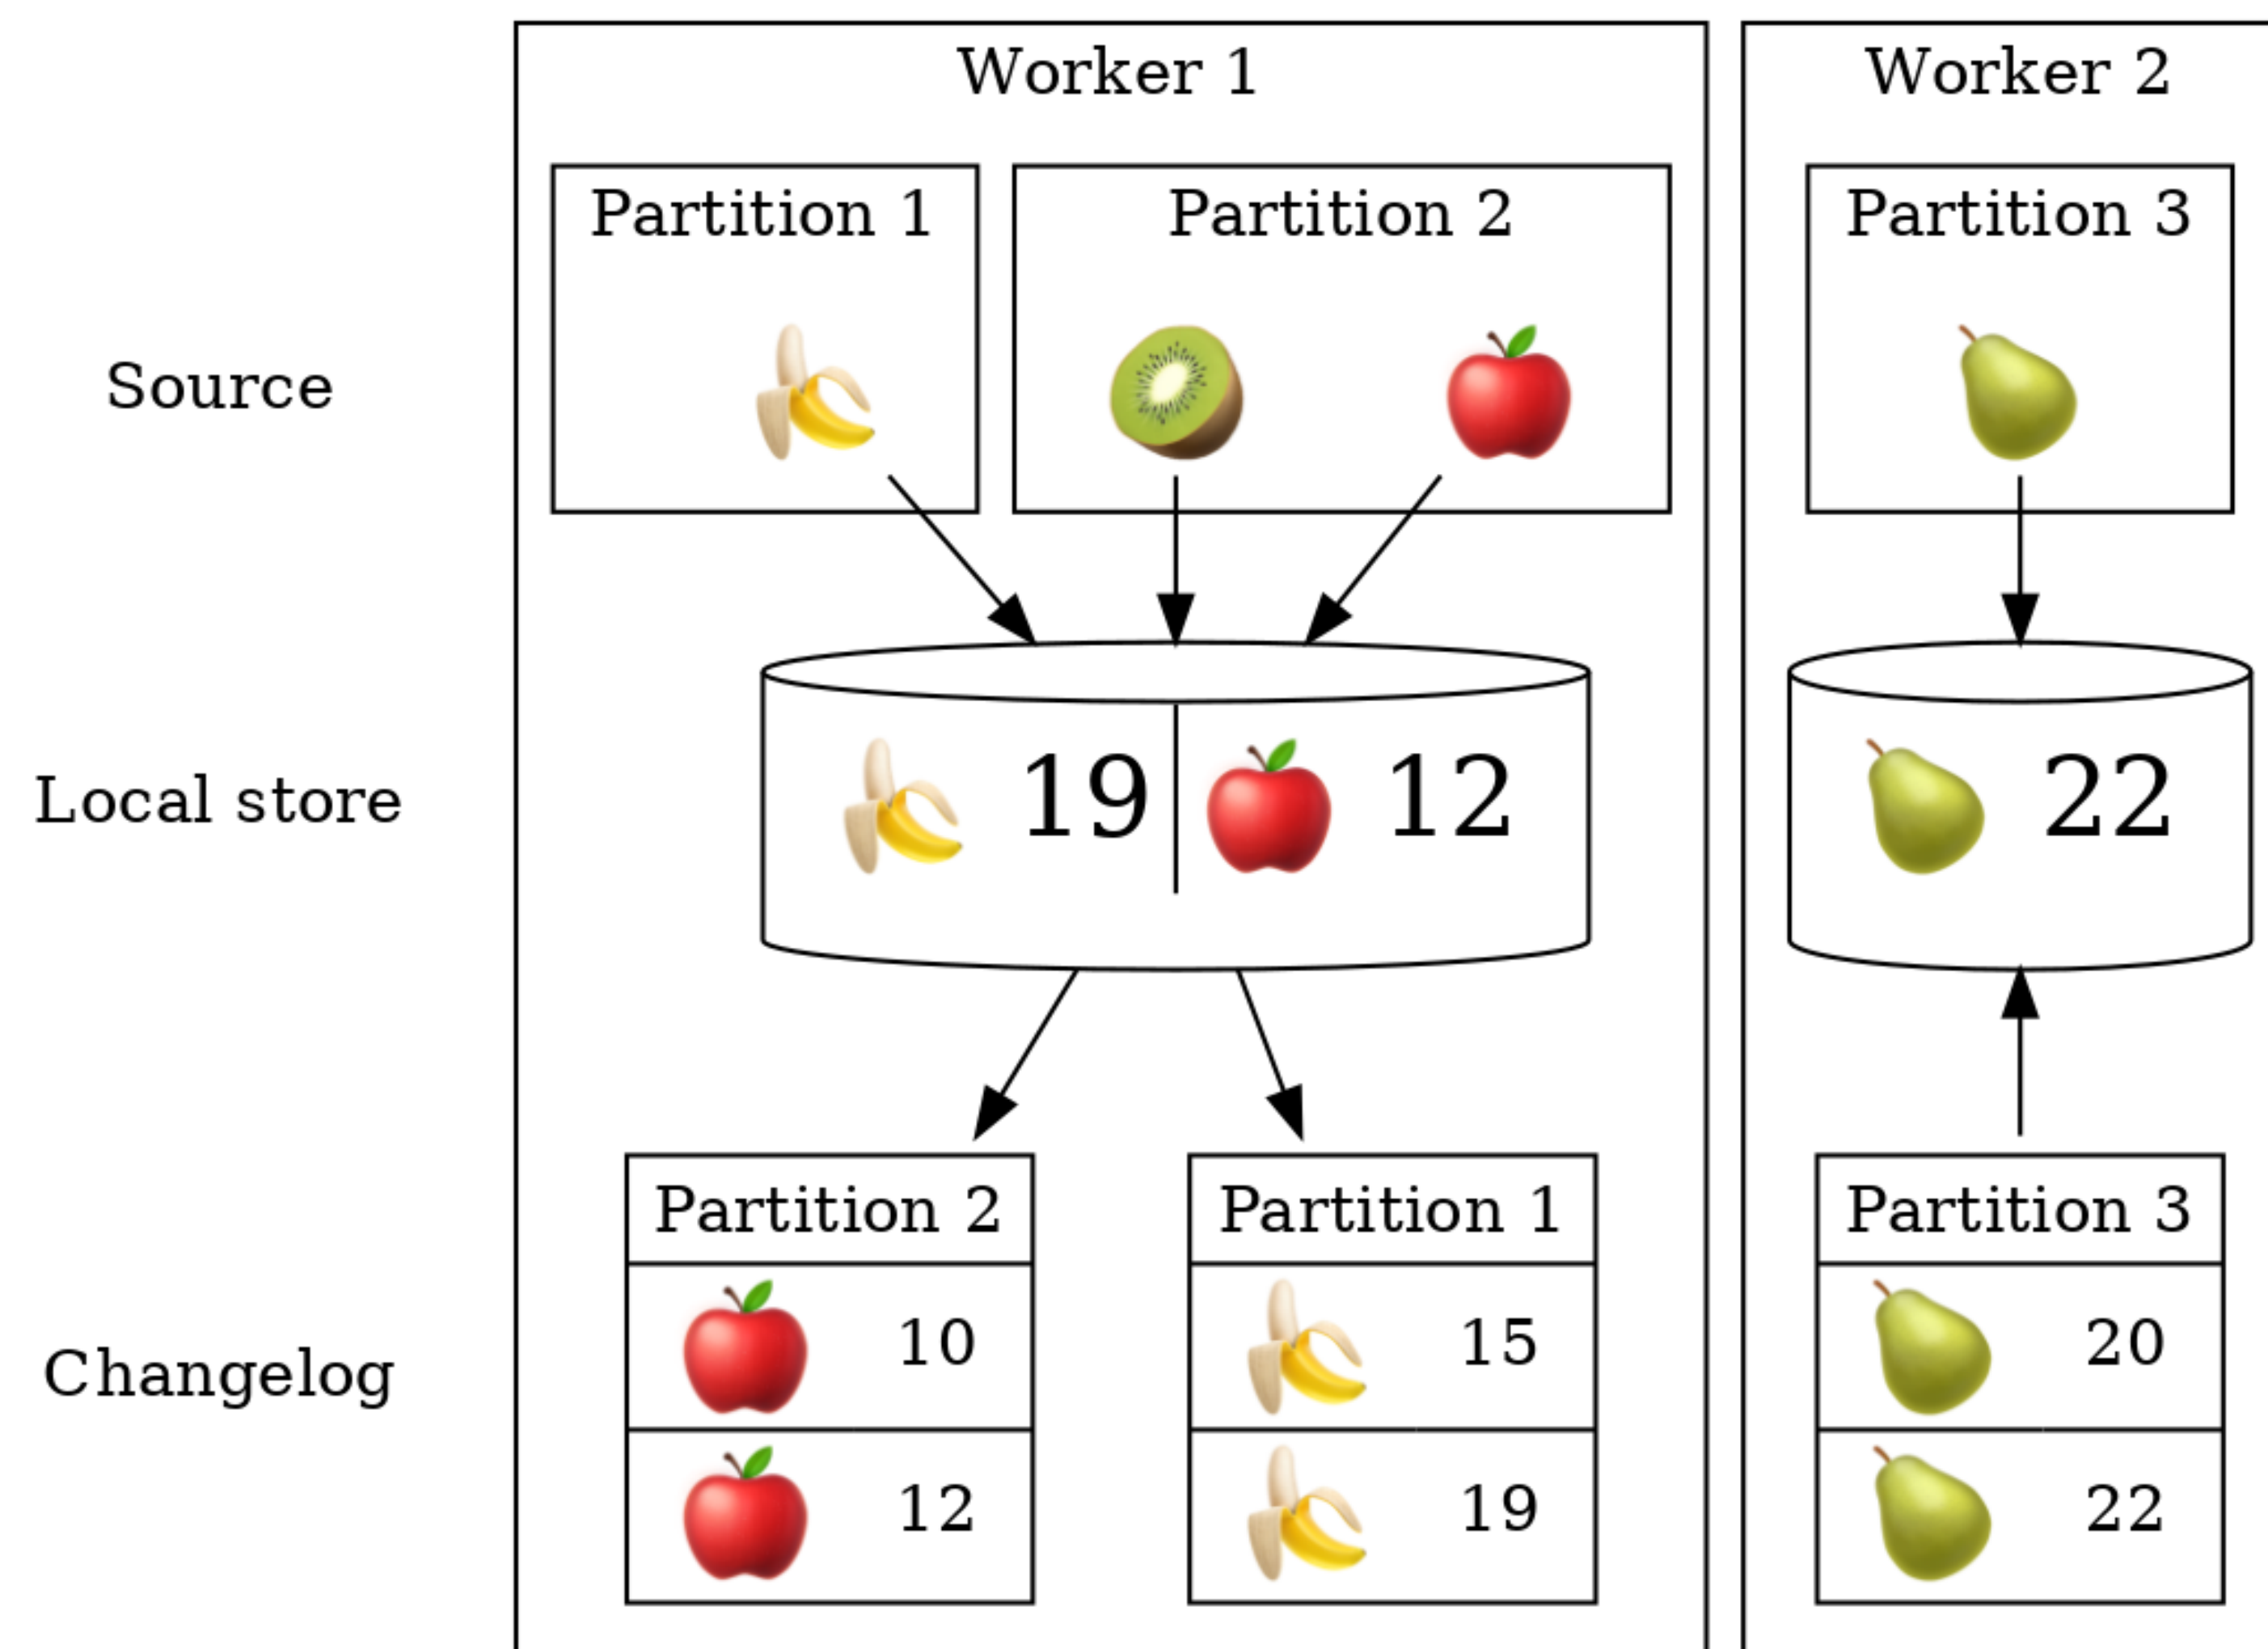 Worker 1
Worker 2
Partition 1
Partition 2
Partition 3
Source
Local store
19
12
22
Partition 2
Partition 1
Partition 3
Changelog
10
15
20
12
19
22